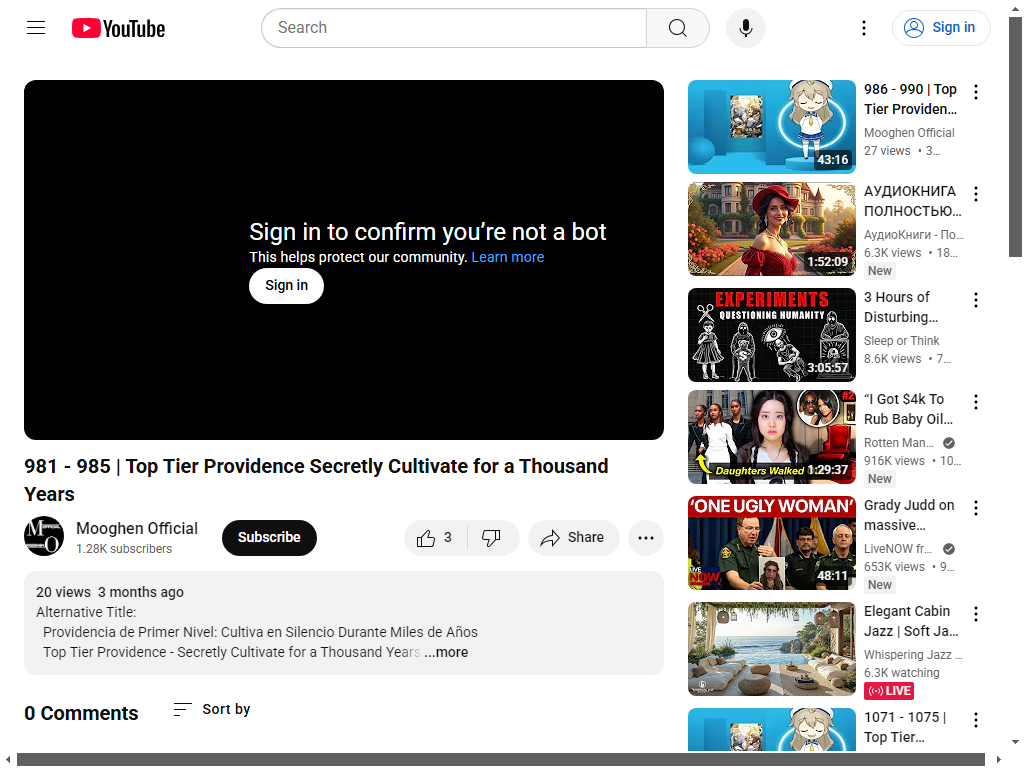 YouTube
Search
Sign in
Sign in to confirm you’re not a bot
This helps protect our community. Learn more
Sign in
981 - 985 | Top Tier Providence Secretly Cultivate for a Thousand
Years
Mooghen Official
1.28K subscribers
Subscribe
3
Share
20 views 3 months ago
Alternative Title:
Providencia de Primer Nivel: Cultiva en Silencio Durante Miles de Años
Top Tier Providence - Secretly Cultivate for a Thousand Years ...more
0 Comments
Sort by
43:16
986 - 990 | Top
Tier Providen...
Mooghen Official
27 views • 3...
1:52:09
АУДИОКНИГА
ПОЛНОСТЬЮ...
АудиоКниги - По...
6.3K views • 18...
New
EXPERIMENTS
QUESTIONING HUMANITY
3:05:57
3 Hours of
Disturbing...
Sleep or Think
8.6K views • 7...
#2
Daughters Walked
1:29:37
“I Got $4k To
Rub Baby Oil...
Rotten Man...
916K views • 10...
New
'ONE UGLY WOMAN'
LIVE
NOW
48:11
Grady Judd on
massive...
LiveNOW fr...
653K views • 9...
New
Elegant Cabin
Jazz | Soft Ja...
Whispering Jazz ...
6.3K watching
LIVE
1071 - 1075 |
Top Tier...